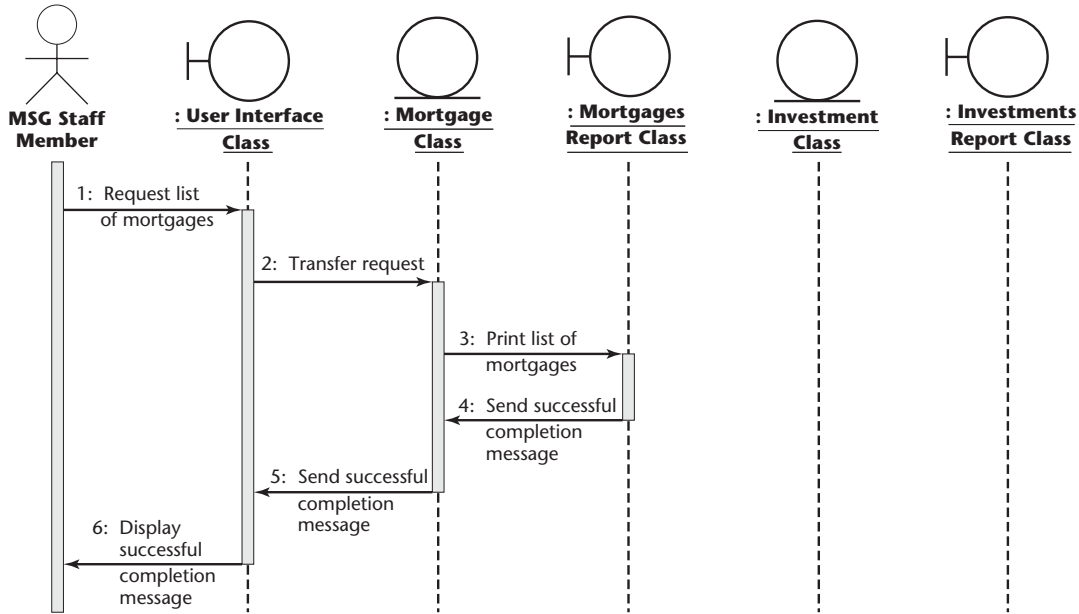 MSG Staff
Member
: User Interface
Class
: Mortgage
Class
: Mortgages
Report Class
: Investment
Class
: Investments
Report Class
1: Request list
of mortgages
2: Transfer request
3: Print list of
mortgages
4: Send successful
completion
message
5: Send successful
completion
message
6: Display
successful
completion
message